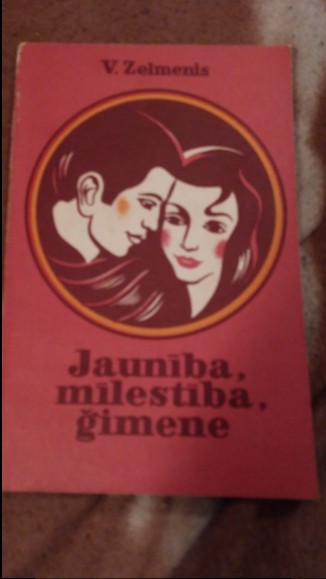 V. Zelmenis
Jaunība,
mīlestība,
ģimene